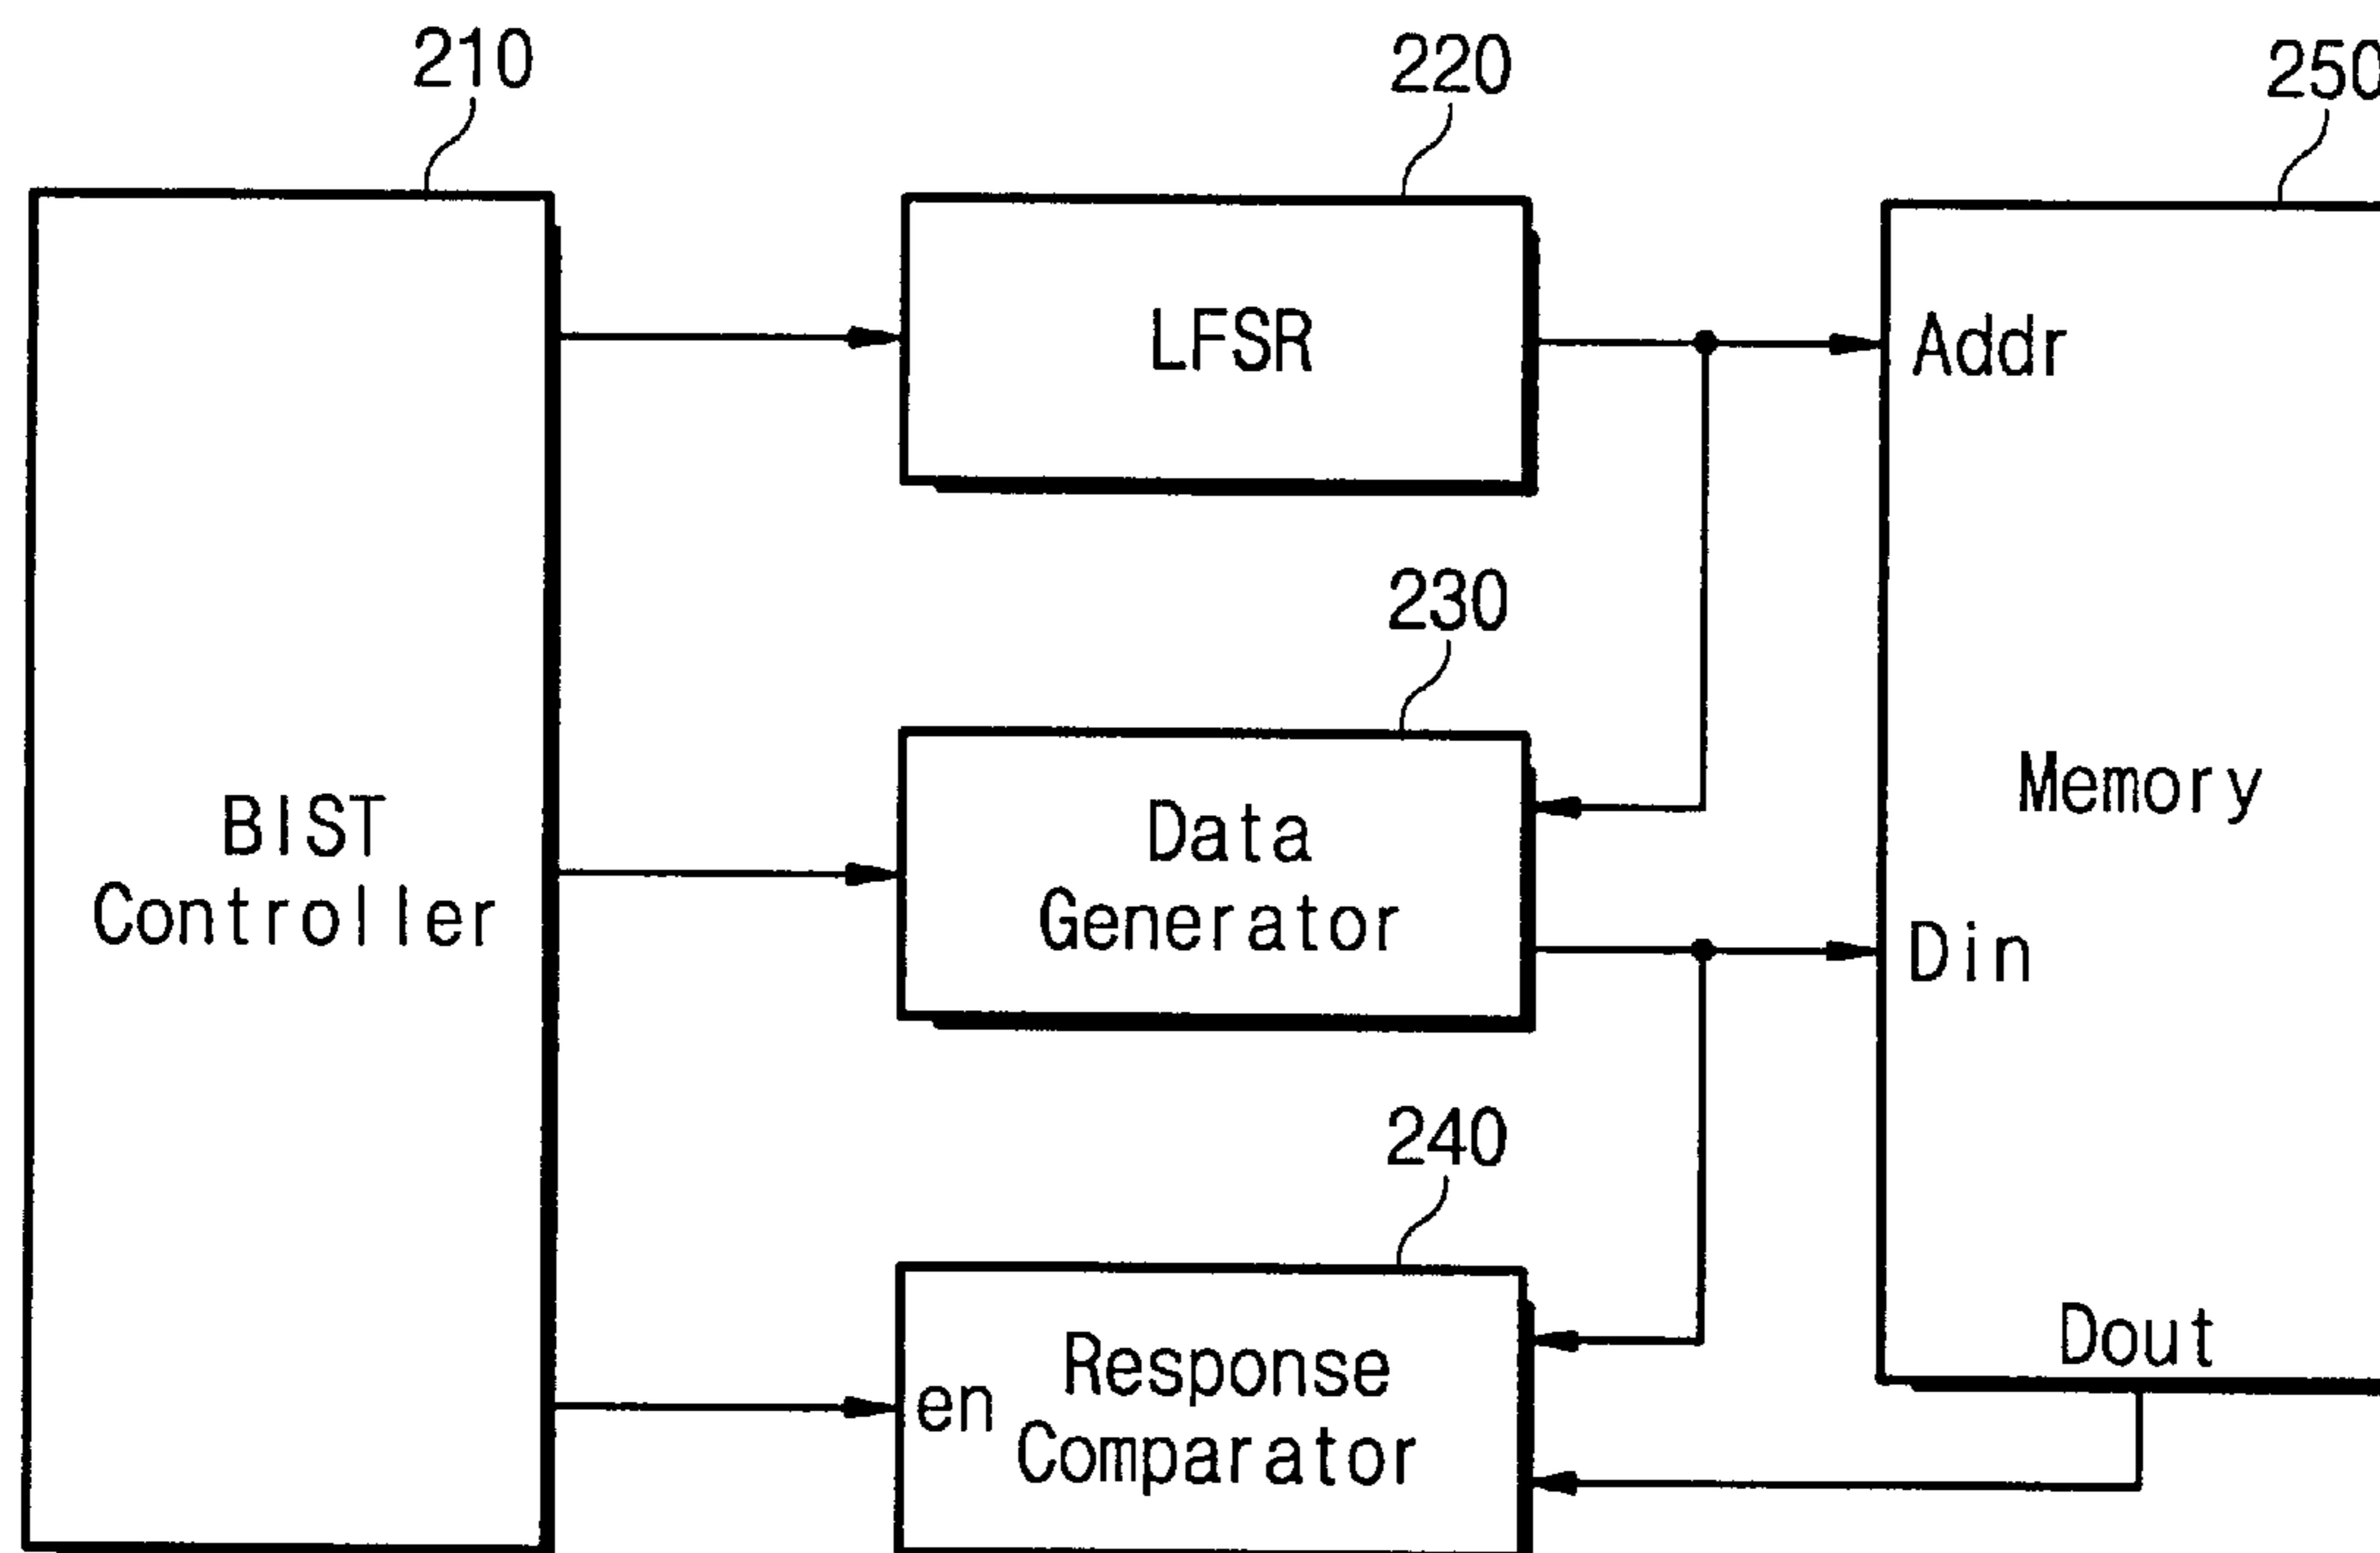 210
220
250
LFSR
Addr
230
BIST
Controller
Data
Generator
Memory
Din
240
en
Response
Comparator
Dout